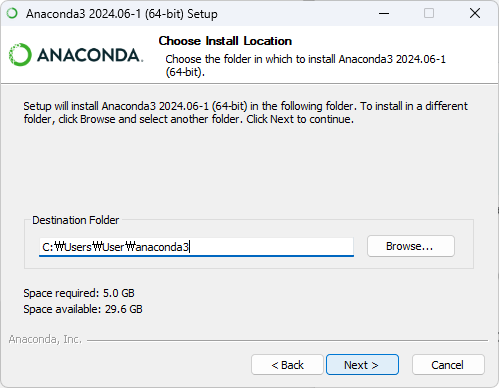 Anaconda3 2024.06-1 (64-bit) Setup
ANACONDA.
Choose Install Location
Choose the folder in which to install Anaconda3 2024.06-1
(64-bit).
Setup will install Anaconda3 2024.06-1 (64-bit) in the following folder. To install in a different
folder, click Browse and select another folder. Click Next to continue.
Destination Folder
C:₩Users₩User₩anaconda3
Browse...
Space required: 5.0 GB
Space available: 29.6 GB
Anaconda, Inc.
< Back
Next >
Cancel